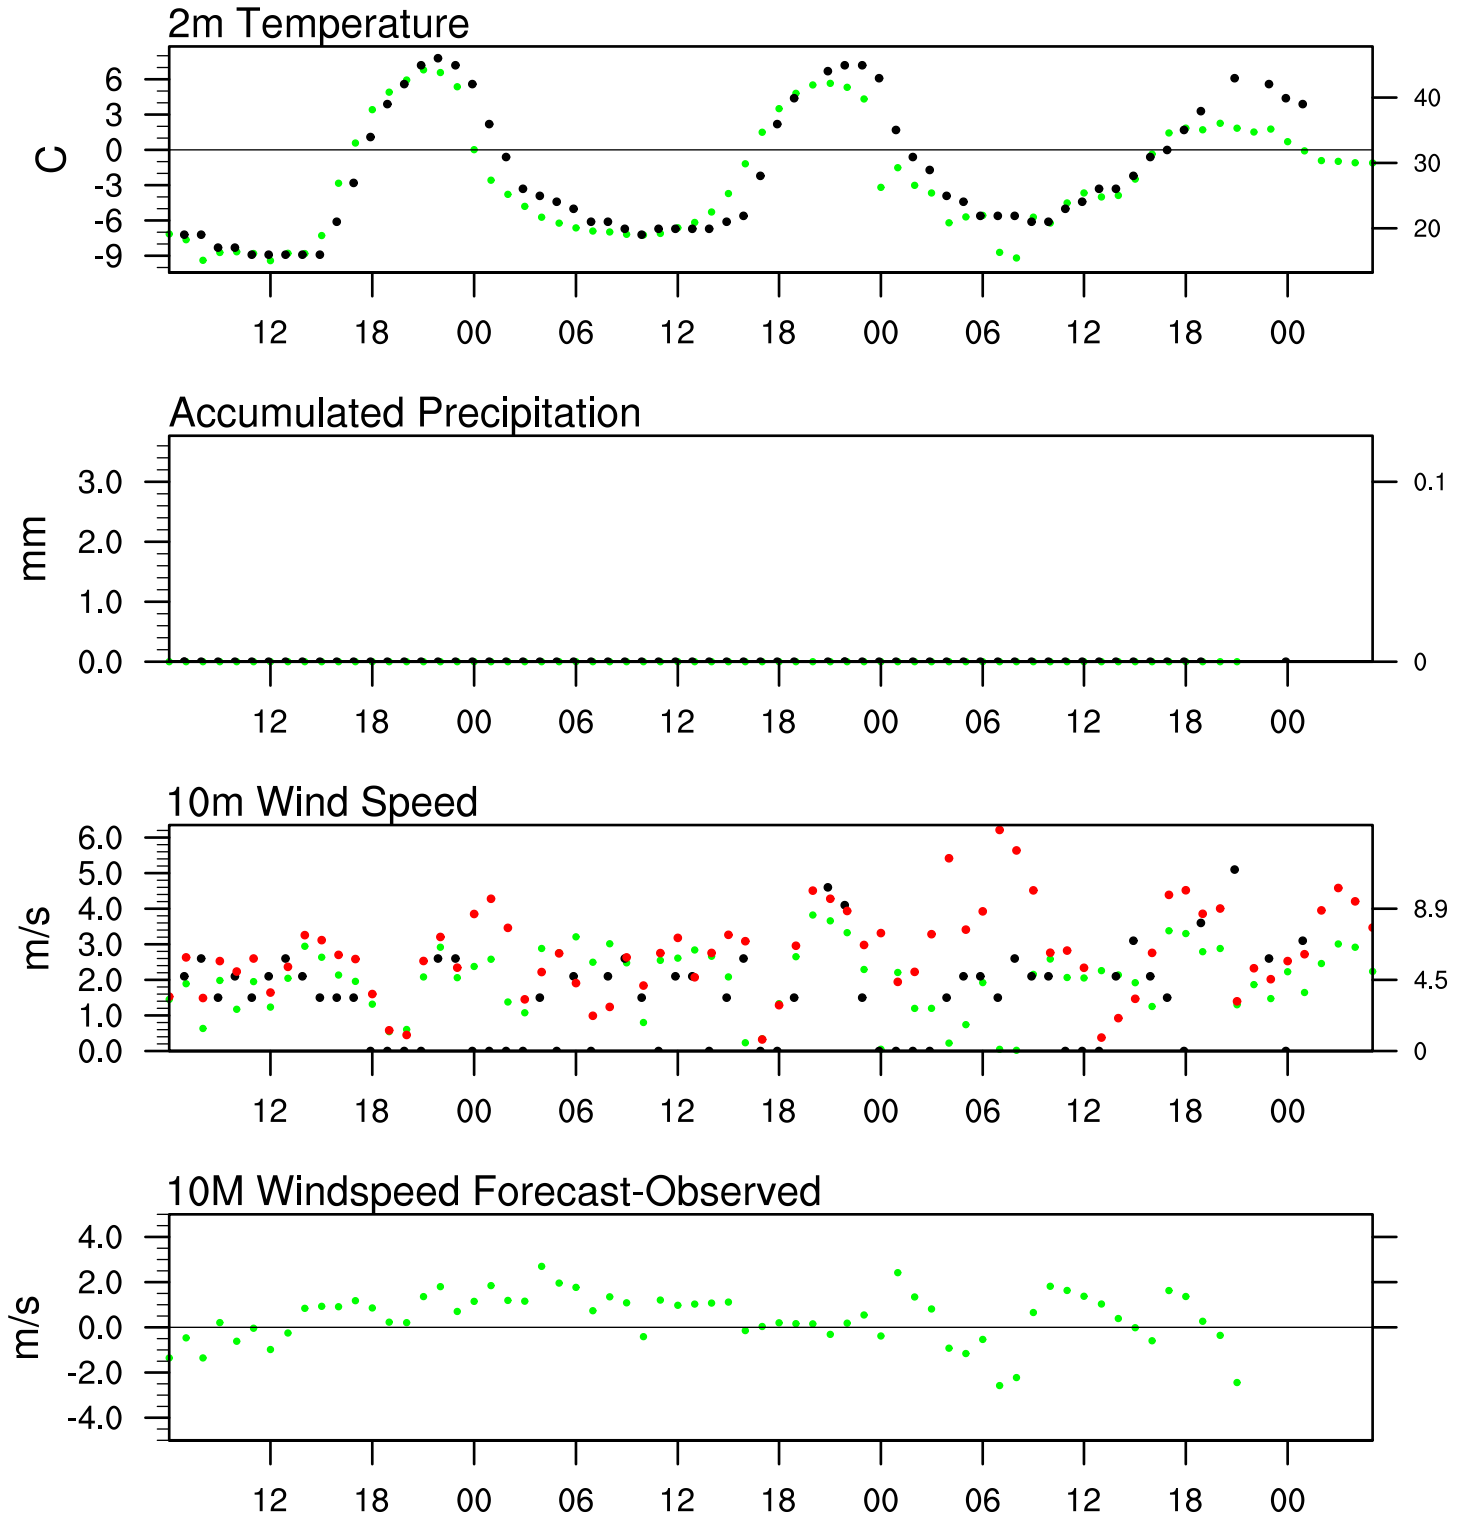 2m Temperature
6
3
0
-3
-6
-9
C
40
30
20
12 18 00 06 12 18 00 06 12 18 00
Accumulated Precipitation
3.0
2.0
1.0
0.0
mm
0.1
0
12 18 00 06 12 18 00 06 12 18 00
10m Wind Speed
6.0
5.0
4.0
3.0
2.0
1.0
0.0
m/s
8.9
4.5
0
12 18 00 06 12 18 00 06 12 18 00
10M Windspeed Forecast-Observed
4.0
2.0
0.0
-2.0
-4.0
m/s
12 18 00 06 12 18 00 06 12 18 00